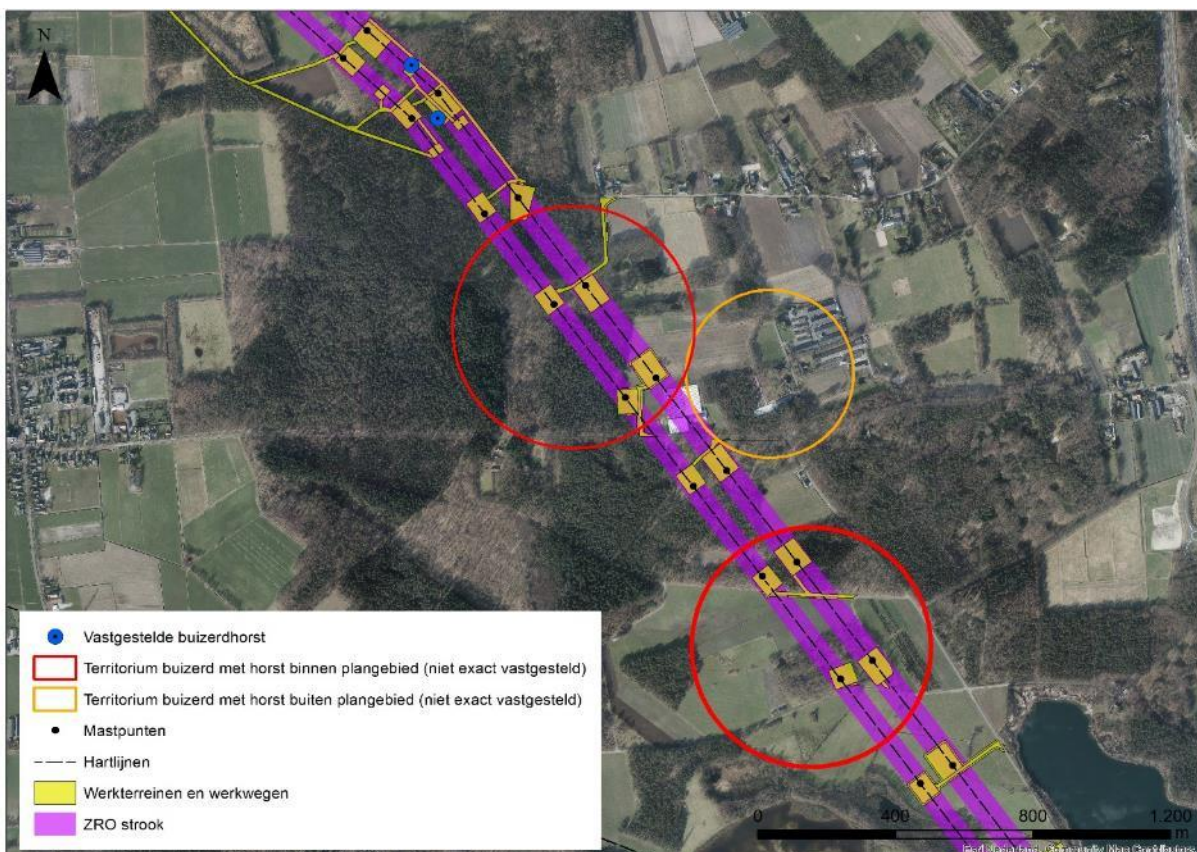 N
Vastgestelde buizerdhorst
Territorium buizerd met horst binnen plangebied (niet exact vastgesteld)
Territorium buizerd met horst buiten plangebied (niet exact vastgesteld)
Mastpunten
Hartlijnen
Werkterreinen en werkwegen
ZRO strook
0 400 800 1.200
m